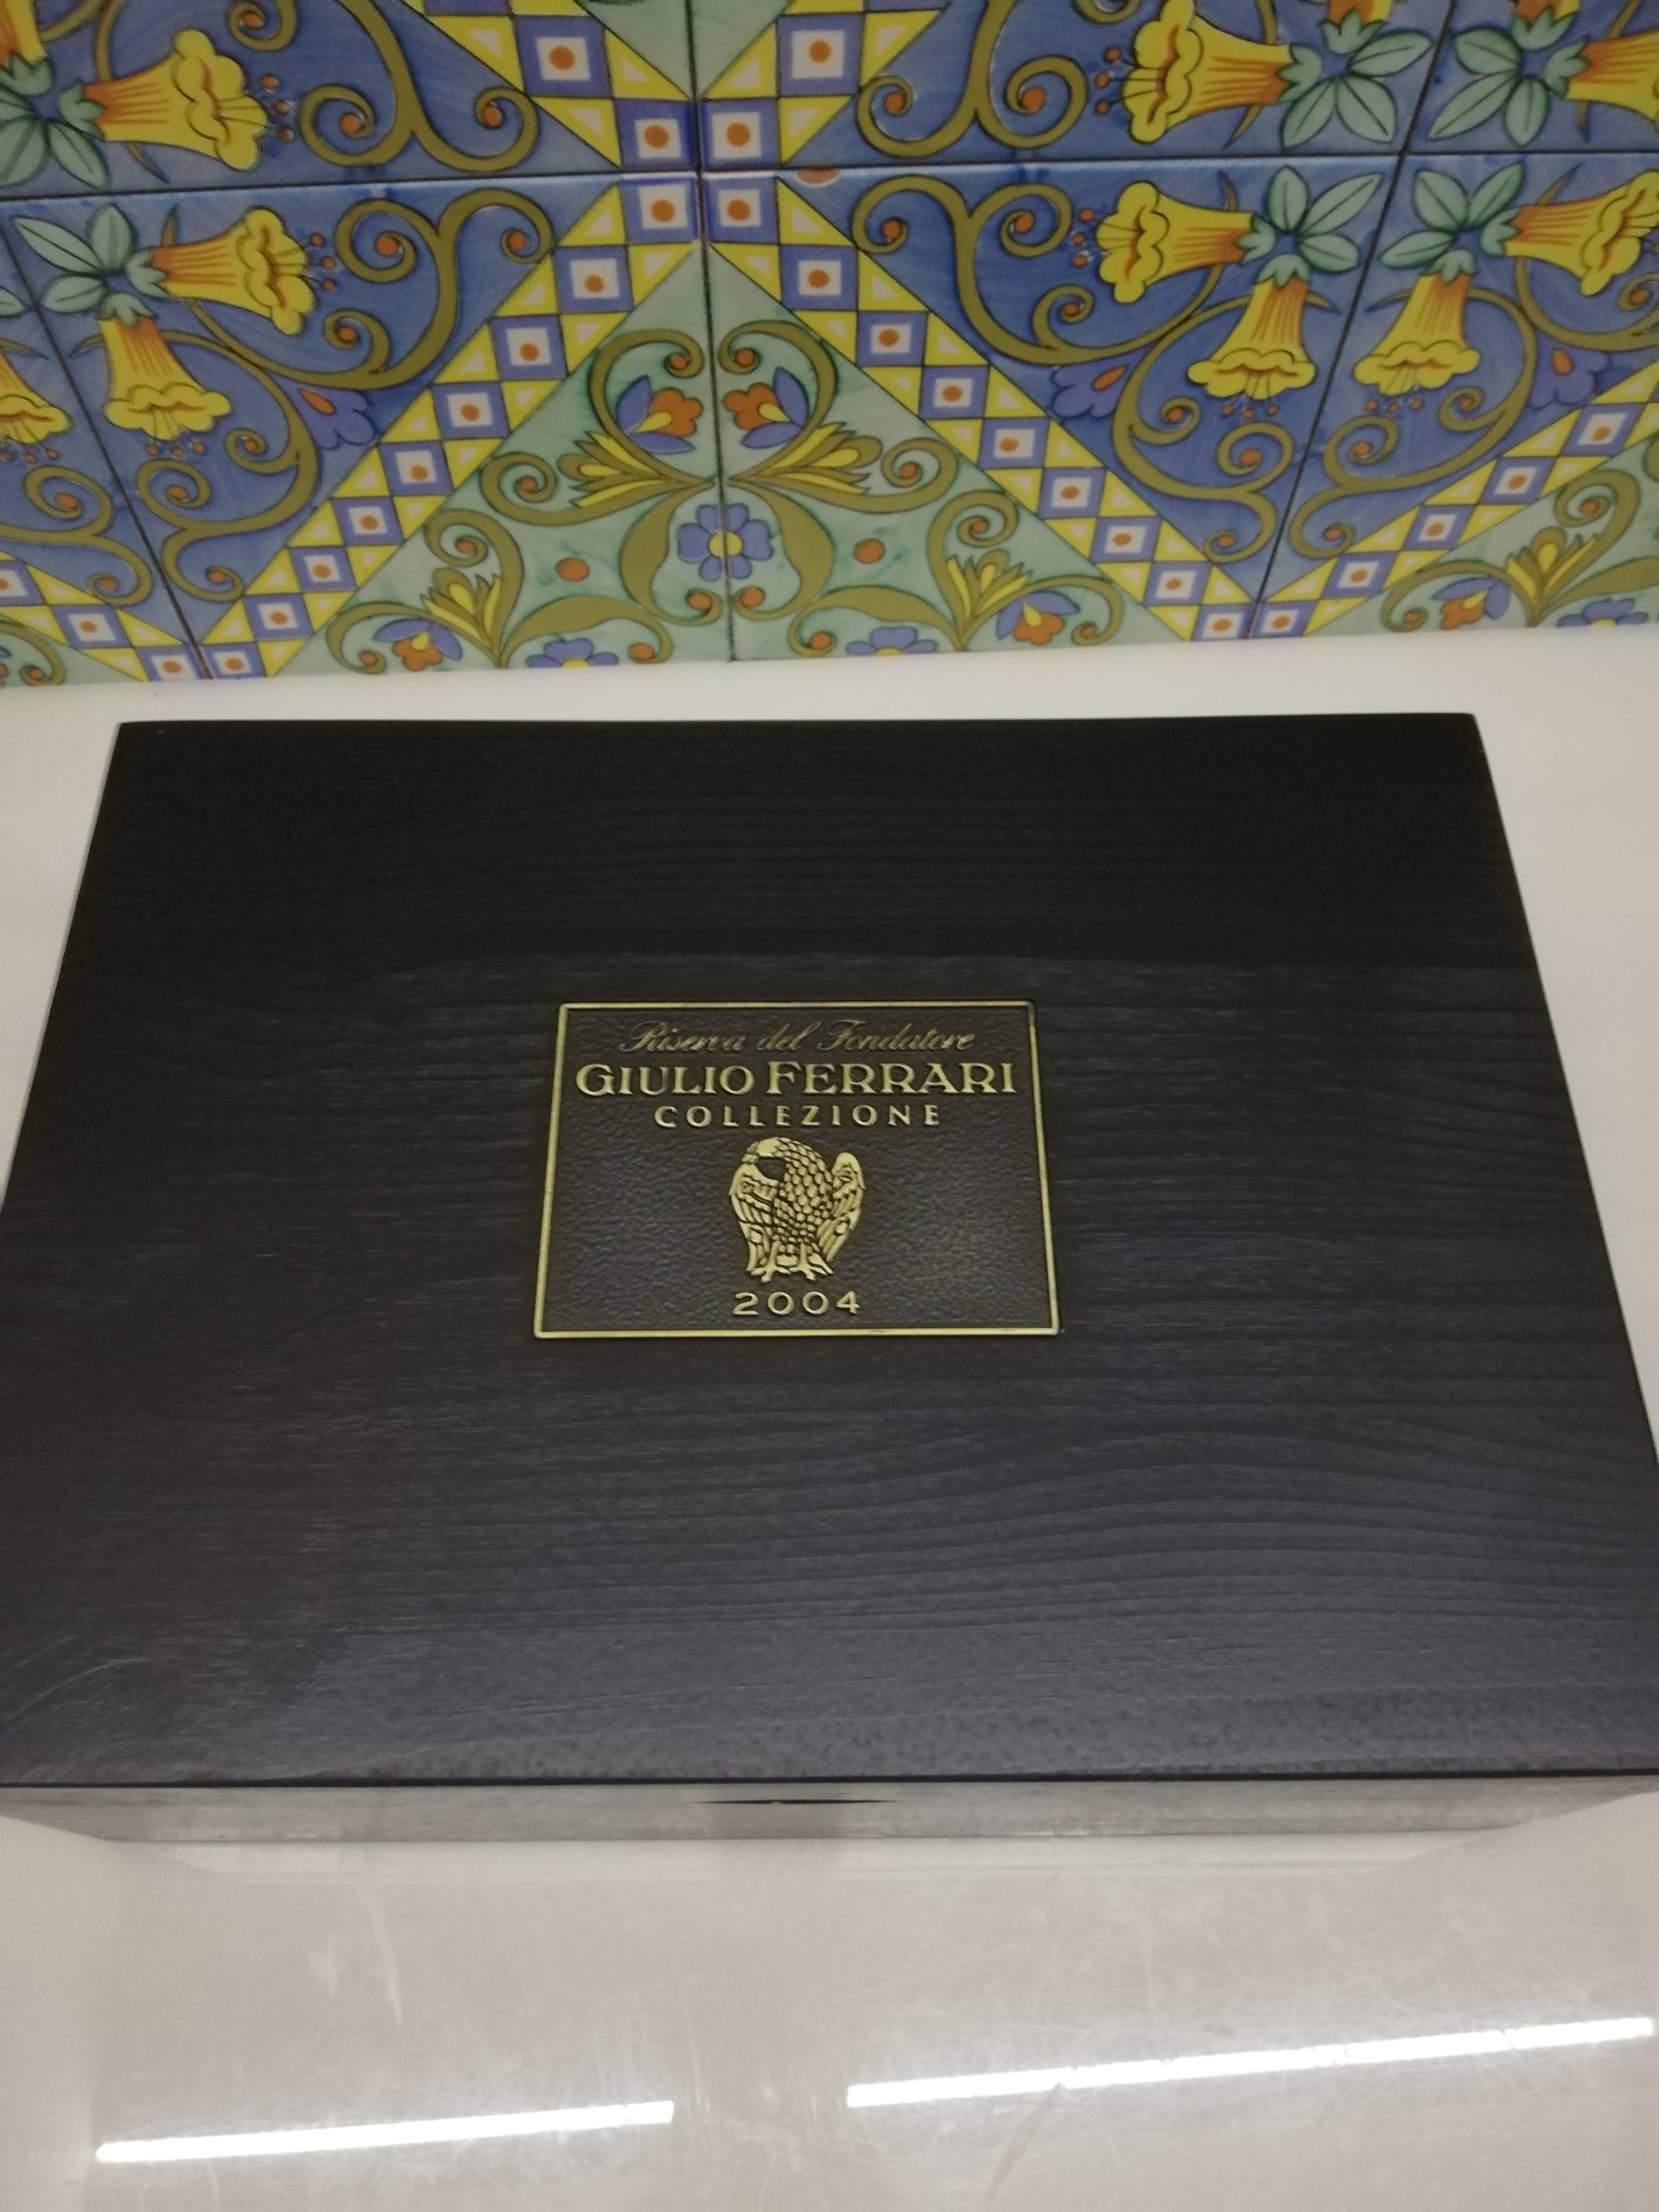 Riserva del Fondatore
GIULIO FERRARI
COLLEZIONE
2004